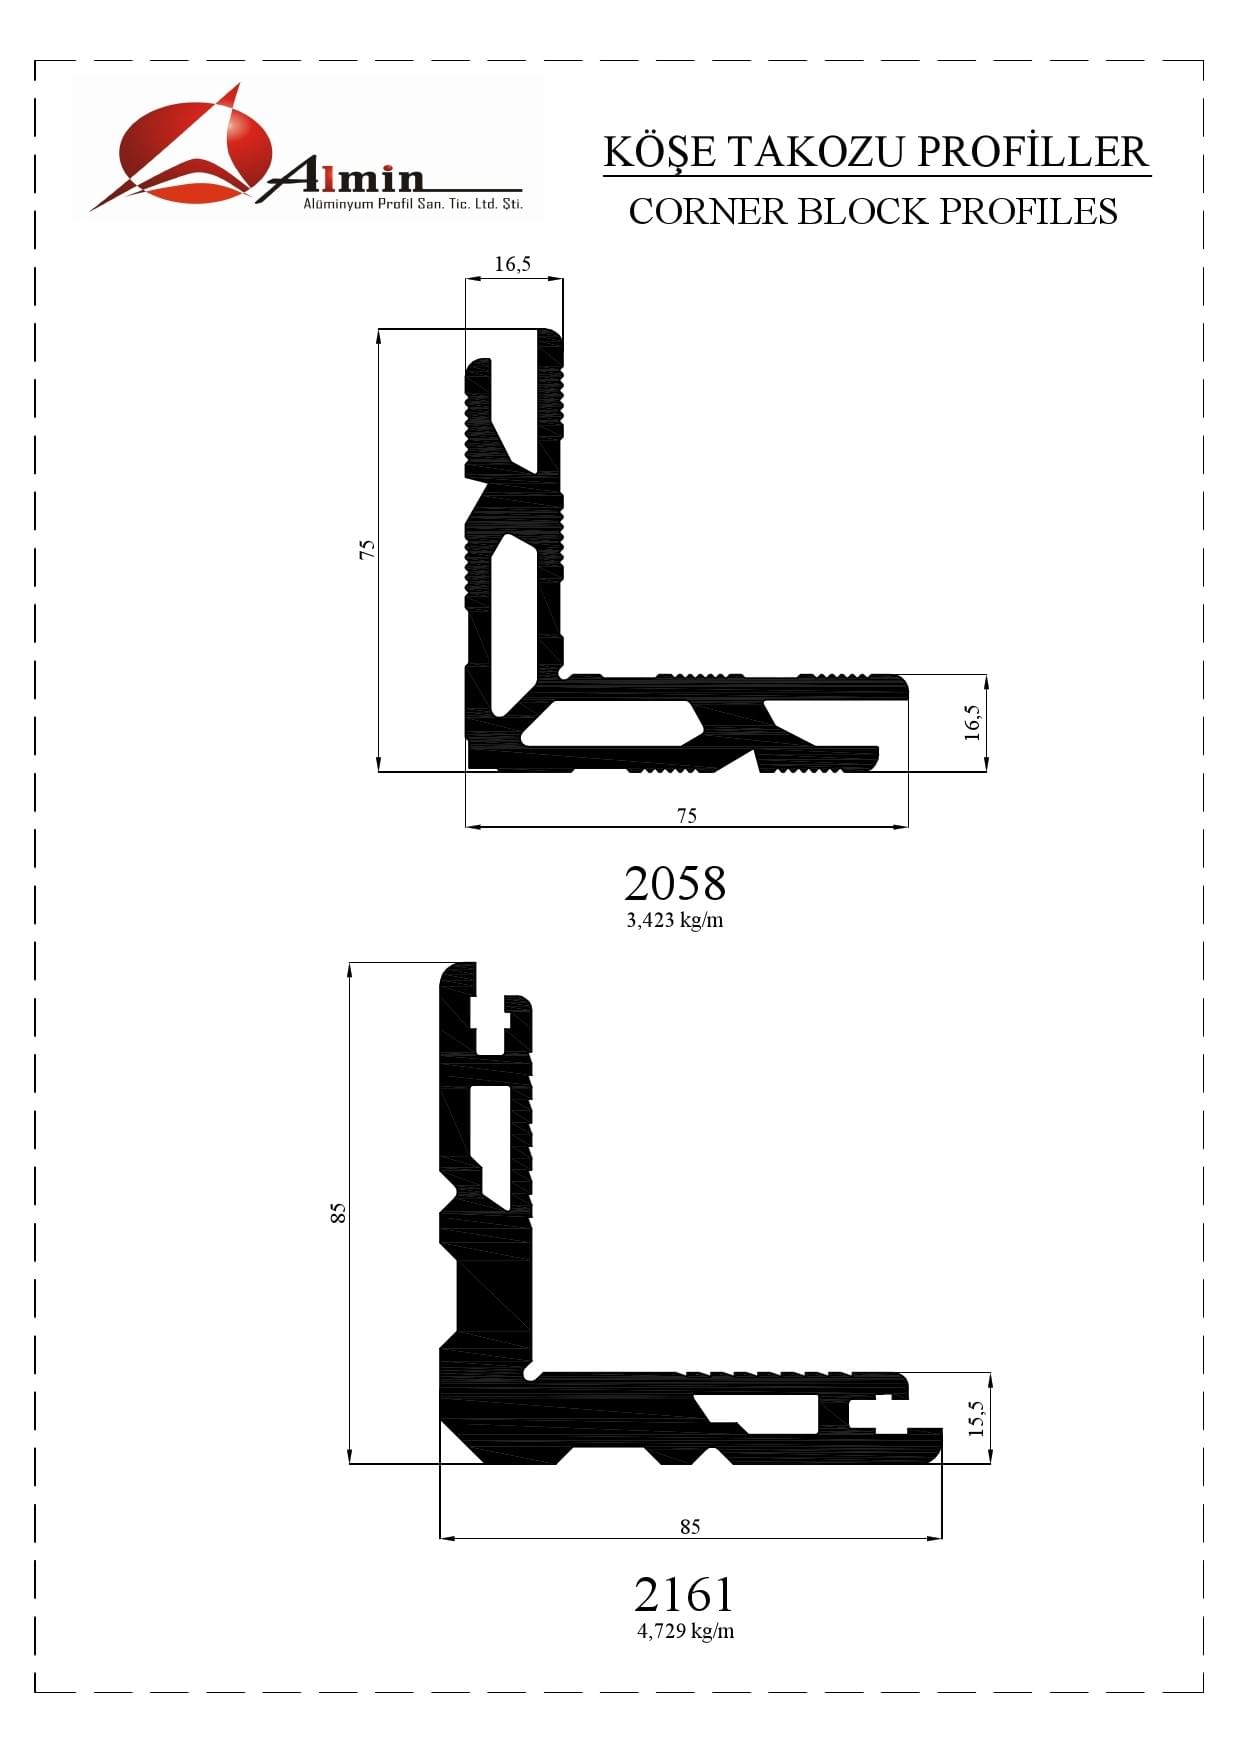 Almin
Alüminyum Profil San. Tic. Ltd. Şti.
KÖŞE TAKOZU PROFİLLER
CORNER BLOCK PROFILES
16,5
75
16,5
75
2058
3,423 kg/m
85
15,5
85
2161
4,729 kg/m